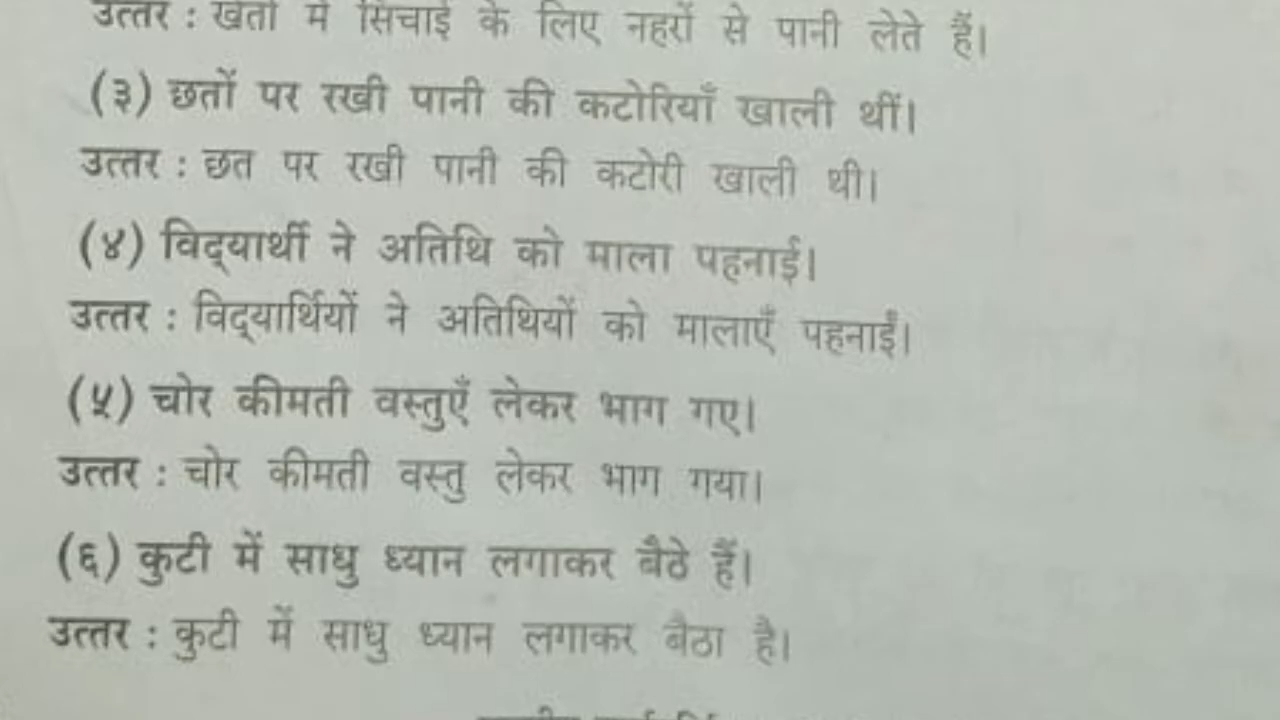 उत्तर : खेतों में सिंचाई के लिए नहरों से पानी लेते हैं।
(३) छतों पर रखी पानी की कटोरियाँ खाली थीं।
उत्तर : छत पर रखी पानी की कटोरी खाली थी।
(४) विद्‌यार्थी ने अतिथि को माला पहनाई।
उत्तर : विद्‌यार्थियों ने अतिथियों को मालाएँ पहनाईं।
(५) चोर कीमती वस्तुएँ लेकर भाग गए।
उत्तर : चोर कीमती वस्तु लेकर भाग गया।
(६) कुटी में साधु ध्यान लगाकर बैठे हैं।
उत्तर : कुटी में साधु ध्यान लगाकर बैठा है।